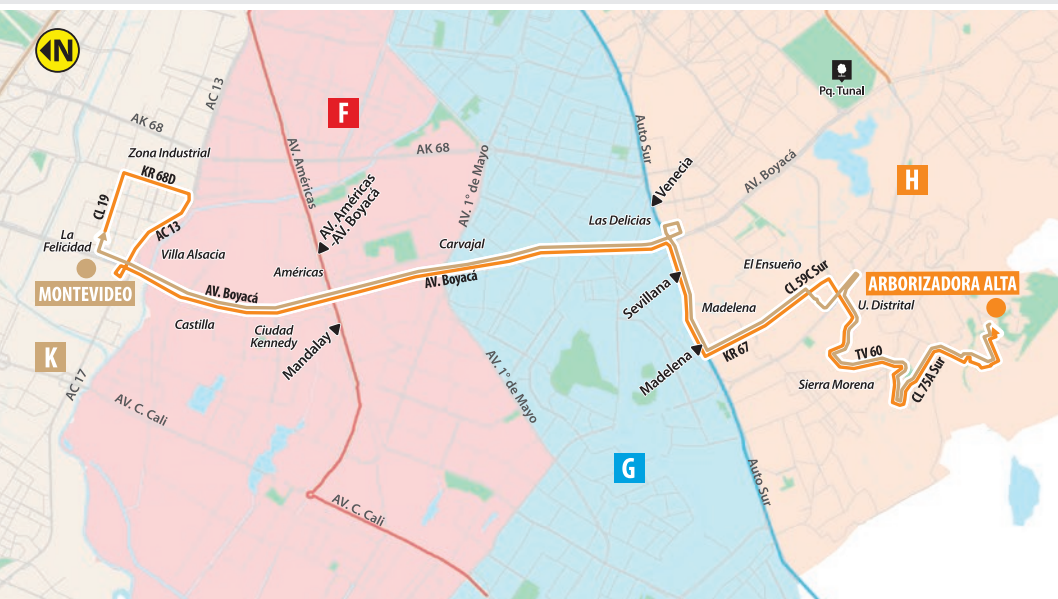 N
AC 13
F
Pq. Tunal
AK 68
AV. Américas
AK 68
Auto Sur
Zona Industrial
KR 68D
AV. Américas
AV. Boyacá
AV. 1° de Mayo
Venecia
AV. Boyacá
H
CL 19
AC 13
La
Felicidad
Villa Alsacia
Américas
Carvajal
Las Delicias
El Ensueño
CL 59C Sur
MONTEVIDEO
AV. Boyacá
AV. Boyacá
Sevillana
Madelena
ARBORIZADORA ALTA
U. Distrital
Castilla
Ciudad
Kennedy
Mandalay
K
Madelena
KR 67
TV 60
Sierra Morena
CL 75A Sur
AC 17
AV. C. Cali
AV. 1° de Mayo
G
Auto Sur
AV. C. Cali